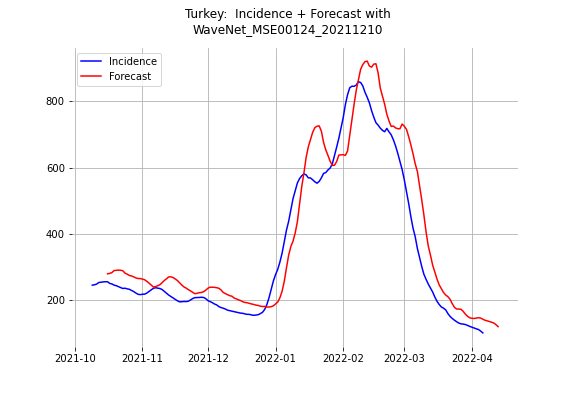 Turkey:  Incidence + Forecast with
WaveNet_MSE00124_20211210
Incidence
Forecast
800
600
400
200
2021-10
2021-11
2021-12
2022-01
2022-02
2022-03
2022-04